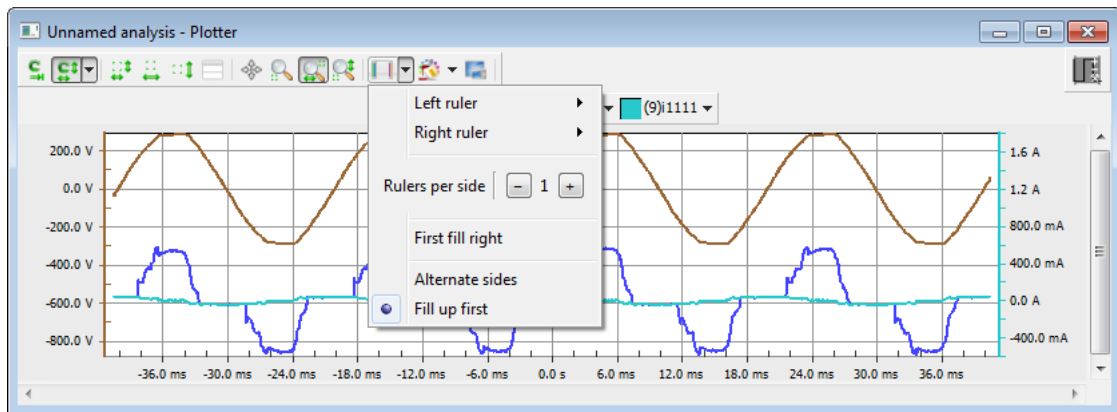 Unnamed analysis - Plotter
(9)i1111
Left ruler
Right ruler
Rulers per side - 1 +
First fill right
Alternate sides
Fill up first
200.0 V
0.0 V
-200.0 V
-400.0 V
-600.0 V
-800.0 V
1.6 A
1.2 A
800.0 mA
400.0 mA
0.0 A
-400.0 mA
-36.0 ms -30.0 ms -24.0 ms -18.0 ms -12.0 ms -6.0 ms 0.0 s 6.0 ms 12.0 ms 18.0 ms 24.0 ms 30.0 ms 36.0 ms